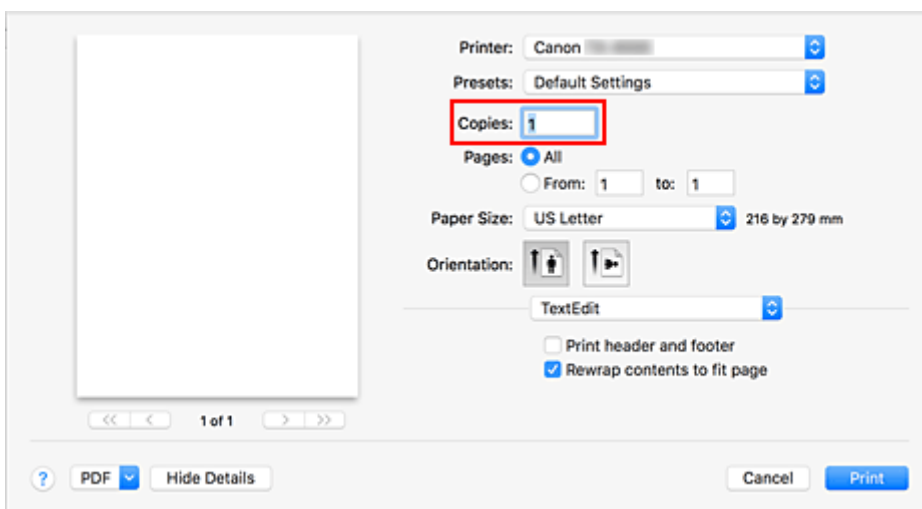 Printer: Canon
Presets: Default Settings
Copies: 1
Pages: All
From: 1 to: 1
Paper Size: US Letter 216 by 279 mm
Orientation:
TextEdit
Print header and footer
Rewrap contents to fit page
<< < 1 of 1 > >>
? PDF Hide Details Cancel Print